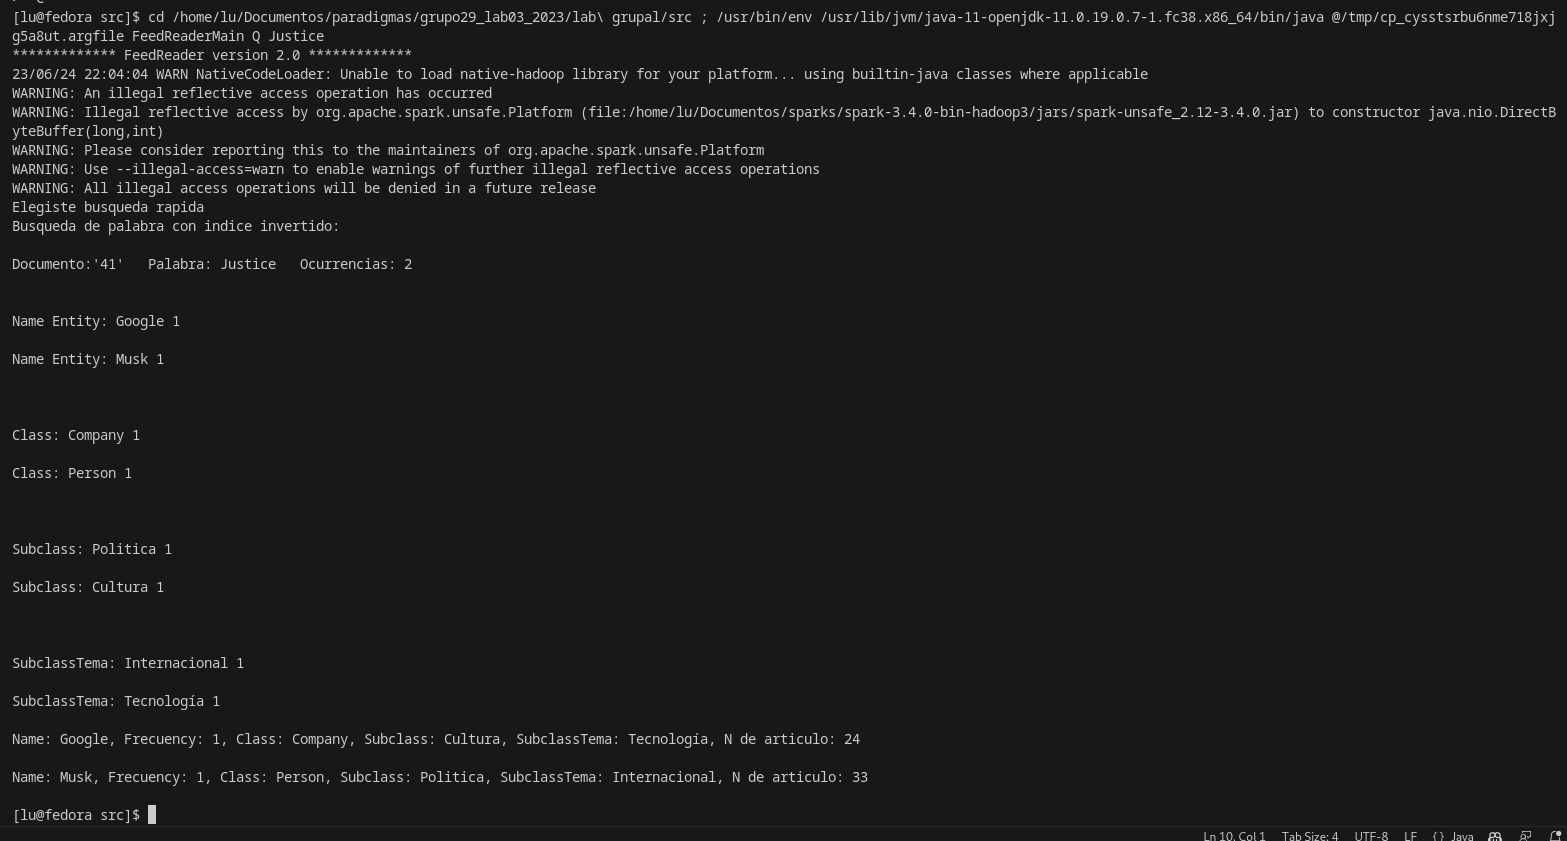 [lu@fedora src]$ cd /home/lu/Documentos/paradigmas/grupo29_lab03_2023/lab\ grupal/src ; /usr/bin/env /usr/lib/jvm/java-11-openjdk-11.0.19.0.7-1.fc38.x86_64/bin/java @/tmp/cp_cysstsrbu6nme718jxj
g5a8ut.argfile FeedReaderMain Q Justice
************* FeedReader version 2.0 *************
23/06/24 22:04:04 WARN NativeCodeLoader: Unable to load native-hadoop library for your platform... using builtin-java classes where applicable
WARNING: An illegal reflective access operation has occurred
WARNING: Illegal reflective access by org.apache.spark.unsafe.Platform (file:/home/lu/Documentos/sparks/spark-3.4.0-bin-hadoop3/jars/spark-unsafe_2.12-3.4.0.jar) to constructor java.nio.DirectB
yteBuffer(long,int)
WARNING: Please consider reporting this to the maintainers of org.apache.spark.unsafe.Platform
WARNING: Use --illegal-access=warn to enable warnings of further illegal reflective access operations
WARNING: All illegal access operations will be denied in a future release
Elegiste busqueda rapida
Busqueda de palabra con indice invertido:
Documento:'41'   Palabra: Justice   Ocurrencias: 2
Name Entity: Google 1
Name Entity: Musk 1
Class: Company 1
Class: Person 1
Subclass: Politica 1
Subclass: Cultura 1
SubclassTema: Internacional 1
SubclassTema: Tecnología 1
Name: Google, Frecuency: 1, Class: Company, Subclass: Cultura, SubclassTema: Tecnología, N de articulo: 24
Name: Musk, Frecuency: 1, Class: Person, Subclass: Politica, SubclassTema: Internacional, N de articulo: 33
[lu@fedora src]$
Ln 10, Col 1   Tab Size: 4   UTF-8   LF   {} Java